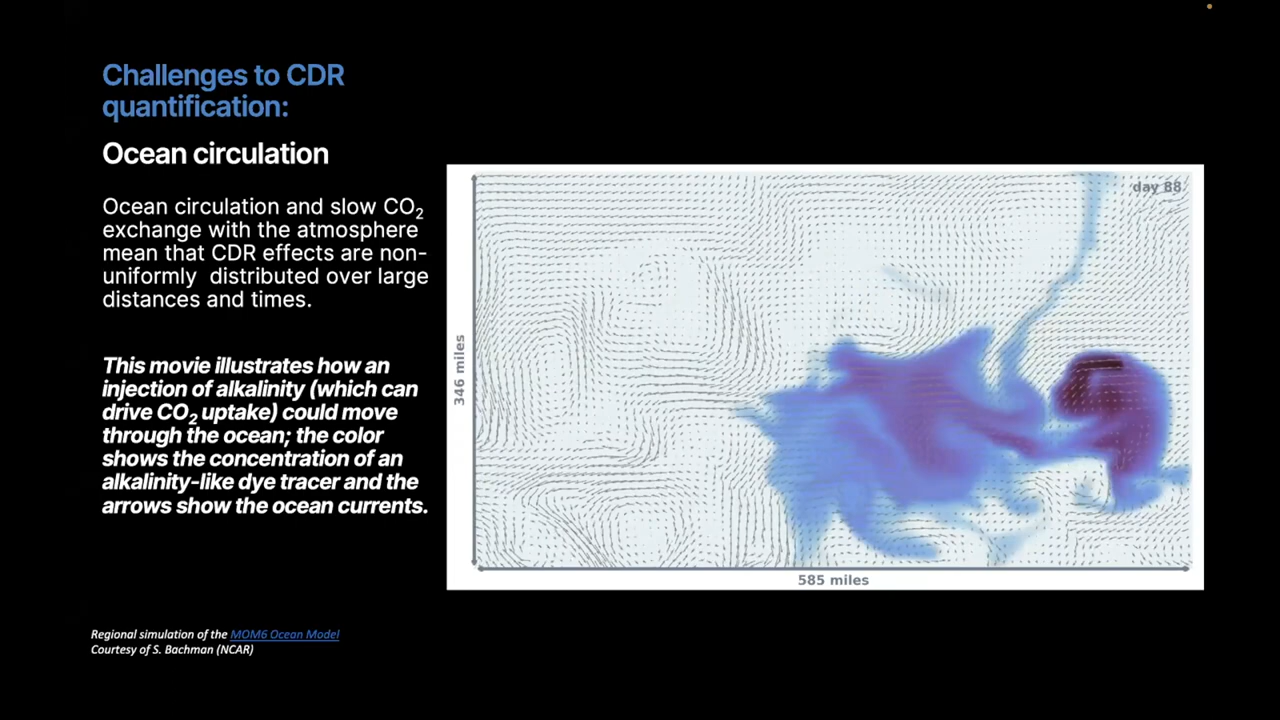 Challenges to CDR
quantification:
Ocean circulation
Ocean circulation and slow CO₂
exchange with the atmosphere
mean that CDR effects are non-
uniformly  distributed over large
distances and times.
This movie illustrates how an
injection of alkalinity (which can
drive CO₂ uptake) could move
through the ocean; the color
shows the concentration of an
alkalinity-like dye tracer and the
arrows show the ocean currents.
Regional simulation of the MOM6 Ocean Model
Courtesy of S. Bachman (NCAR)
day 88
346 miles
585 miles